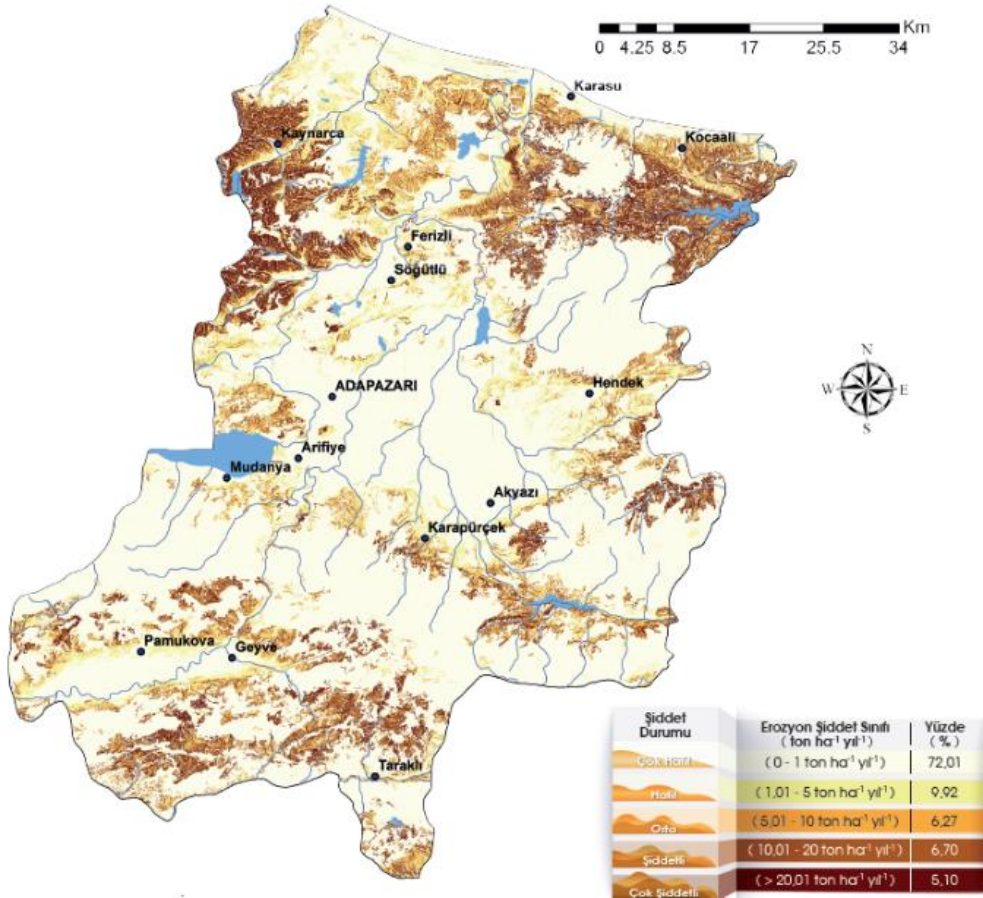 Km
0 4.25 8.5 17 25.5 34
Karasu
Kaynarca
Kocaali
Ferizli
Söğütlü
N
W E
S
ADAPAZARI
Hendek
Arifiye
Mudanya
Akyazı
Karapürçek
Pamukova
Geyve
Taraklı
Şiddet Durumu
Erozyon Şiddet Sınıfı
Yüzde
( ton ha⁻¹ yıl⁻¹)
( % )
Çok Hafif
( 0 - 1 ton ha⁻¹ yıl⁻¹)
72,01
Hafif
( 1,01 - 5 ton ha⁻¹ yıl⁻¹)
9,92
Orta
( 5,01 - 10 ton ha⁻¹ yıl⁻¹)
6,27
Şiddetli
( 10,01 - 20 ton ha⁻¹ yıl⁻¹)
6,70
Çok Şiddetli
( > 20,01 ton ha⁻¹ yıl⁻¹)
5,10